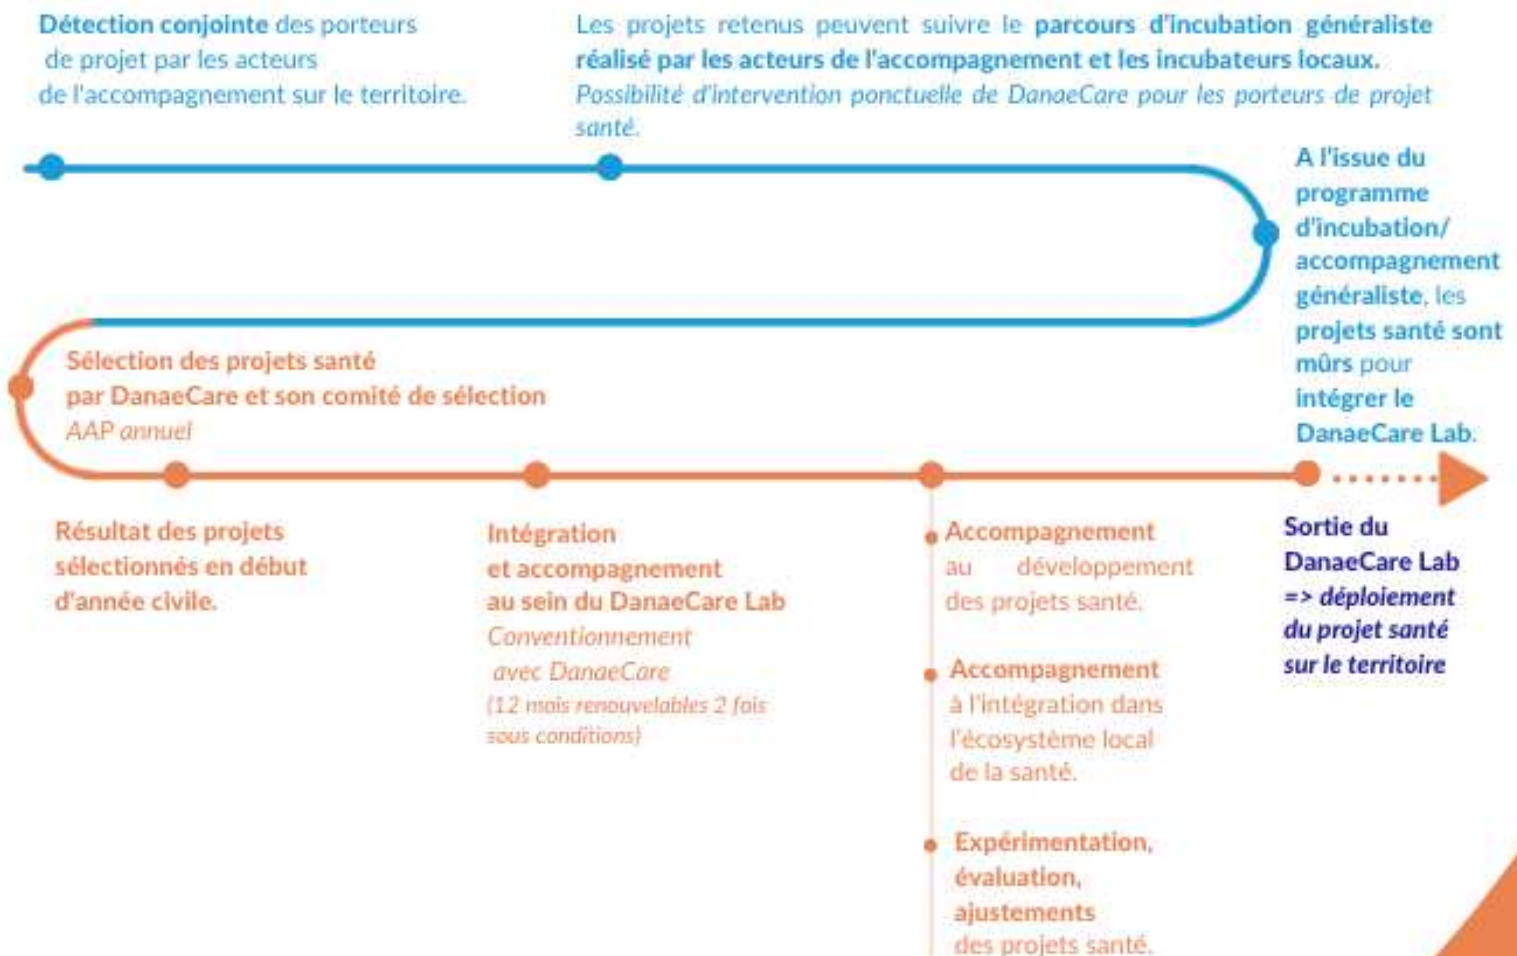 Détection conjointe des porteurs
de projet par les acteurs
de l'accompagnement sur le territoire.
Les projets retenus peuvent suivre le parcours d'incubation généraliste
réalisé par les acteurs de l'accompagnement et les incubateurs locaux.
Possibilité d'intervention ponctuelle de DanaeCare pour les porteurs de projet
santé.
A l'issue du
programme
d'incubation/
accompagnement
généraliste, les
projets santé sont
mûrs pour
intégrer le
DanaeCare Lab.
Sélection des projets santé
par DanaeCare et son comité de sélection
AAP annuel
Résultat des projets
sélectionnés en début
d'année civile.
Intégration
et accompagnement
au sein du DanaeCare Lab
Conventionnement
avec DanaeCare
(12 mois renouvelables 2 fois
sous conditions)
Accompagnement
au développement
des projets santé.
Accompagnement
à l'intégration dans
l'écosystème local
de la santé.
Expérimentation,
évaluation,
ajustements
des projets santé.
Sortie du
DanaeCare Lab
=> déploiement
du projet santé
sur le territoire